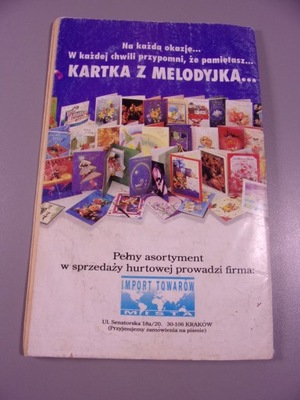 Na każdą okazję...
W każdej chwili przypomni, że pamiętasz...
KARTKA Z MELODYJKĄ...
Pełny asortyment
w sprzedaży hurtowej prowadzi firma:
IMPORT TOWARÓW
MISTA
Ul. Senatorska 18a/20, 30-106 KRAKÓW
(Przyjmujemy zamówienia na piśmie)